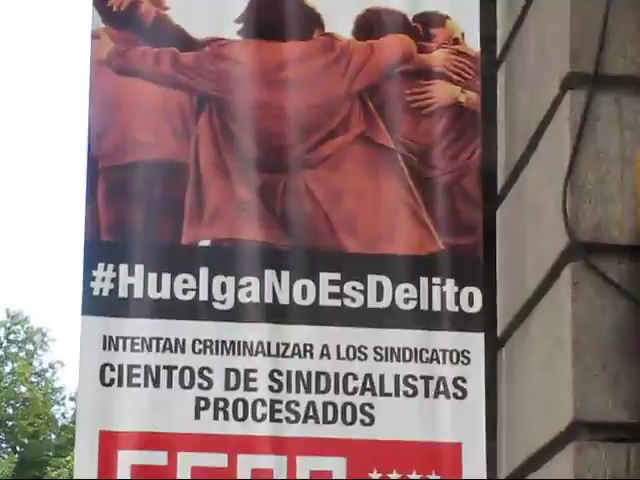 #HuelgaNoEsDelito
INTENTAN CRIMINALIZAR A LOS SINDICATOS
CIENTOS DE SINDICALISTAS
PROCESADOS